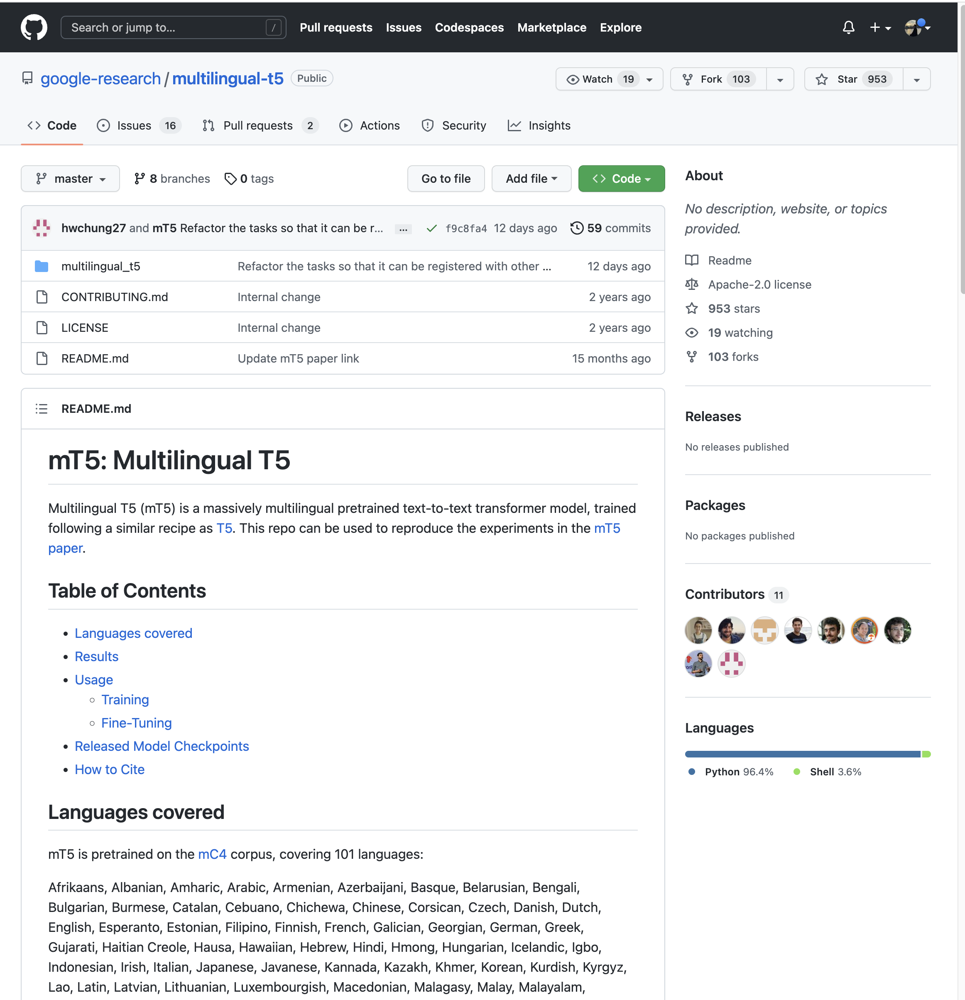 Search or jump to... /
Pull requests Issues Codespaces Marketplace Explore
google-research / multilingual-t5 Public
Watch 19
Fork 103
Star 953
Code
Issues 16
Pull requests 2
Actions
Security
Insights
master
8 branches
0 tags
Go to file
Add file
Code
hwchung27 and mT5 Refactor the tasks so that it can be r... ... f9c8fa4 12 days ago 59 commits
multilingual_t5 Refactor the tasks so that it can be registered with other ... 12 days ago
CONTRIBUTING.md Internal change 2 years ago
LICENSE Internal change 2 years ago
README.md Update mT5 paper link 15 months ago
README.md
mT5: Multilingual T5
Multilingual T5 (mT5) is a massively multilingual pretrained text-to-text transformer model, trained
following a similar recipe as T5. This repo can be used to reproduce the experiments in the mT5
paper.
Table of Contents
Languages covered
Results
Usage
Training
Fine-Tuning
Released Model Checkpoints
How to Cite
Languages covered
mT5 is pretrained on the mC4 corpus, covering 101 languages:
Afrikaans, Albanian, Amharic, Arabic, Armenian, Azerbaijani, Basque, Belarusian, Bengali,
Bulgarian, Burmese, Catalan, Cebuano, Chichewa, Chinese, Corsican, Czech, Danish, Dutch,
English, Esperanto, Estonian, Filipino, Finnish, French, Galician, Georgian, German, Greek,
Gujarati, Haitian Creole, Hausa, Hawaiian, Hebrew, Hindi, Hmong, Hungarian, Icelandic, Igbo,
Indonesian, Irish, Italian, Japanese, Javanese, Kannada, Kazakh, Khmer, Korean, Kurdish, Kyrgyz,
Lao, Latin, Latvian, Lithuanian, Luxembourgish, Macedonian, Malagasy, Malay, Malayalam,
About
No description, website, or topics
provided.
Readme
Apache-2.0 license
953 stars
19 watching
103 forks
Releases
No releases published
Packages
No packages published
Contributors 11
Languages
Python 96.4%
Shell 3.6%